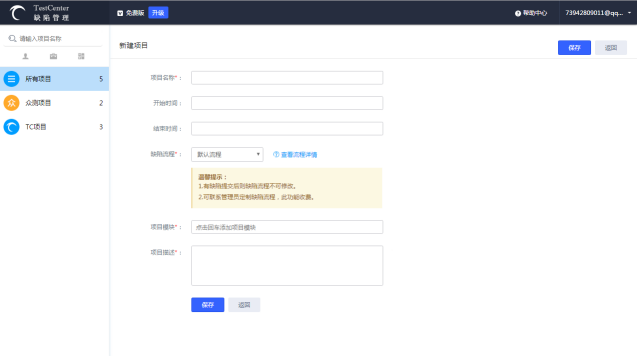 TestCenter
缺陷管理
免费版 升级
帮助中心
73942809011@qq...
请输入项目名称
所有项目 5
众测项目 2
TC项目 3
新建项目
保存 返回
项目名称*：
开始时间：
结束时间：
缺陷流程*： 默认流程 查看流程详情
温馨提示：
1.有缺陷提交后则缺陷流程不可修改。
2.可联系管理员定制缺陷流程，此功能收费。
项目模块*： 点击回车添加项目模块
项目描述*：
保存 返回